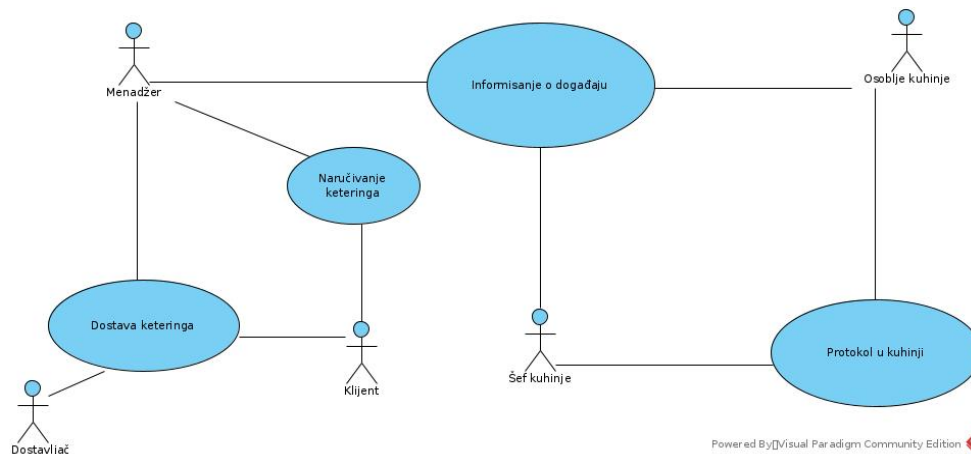 Menadžer
Informisanje o događaju
Osoblje kuhinje
Naručivanje
keteringa
Dostava keteringa
Klijent
Šef kuhinje
Protokol u kuhinji
Dostavljač
Powered By▯Visual Paradigm Community Edition